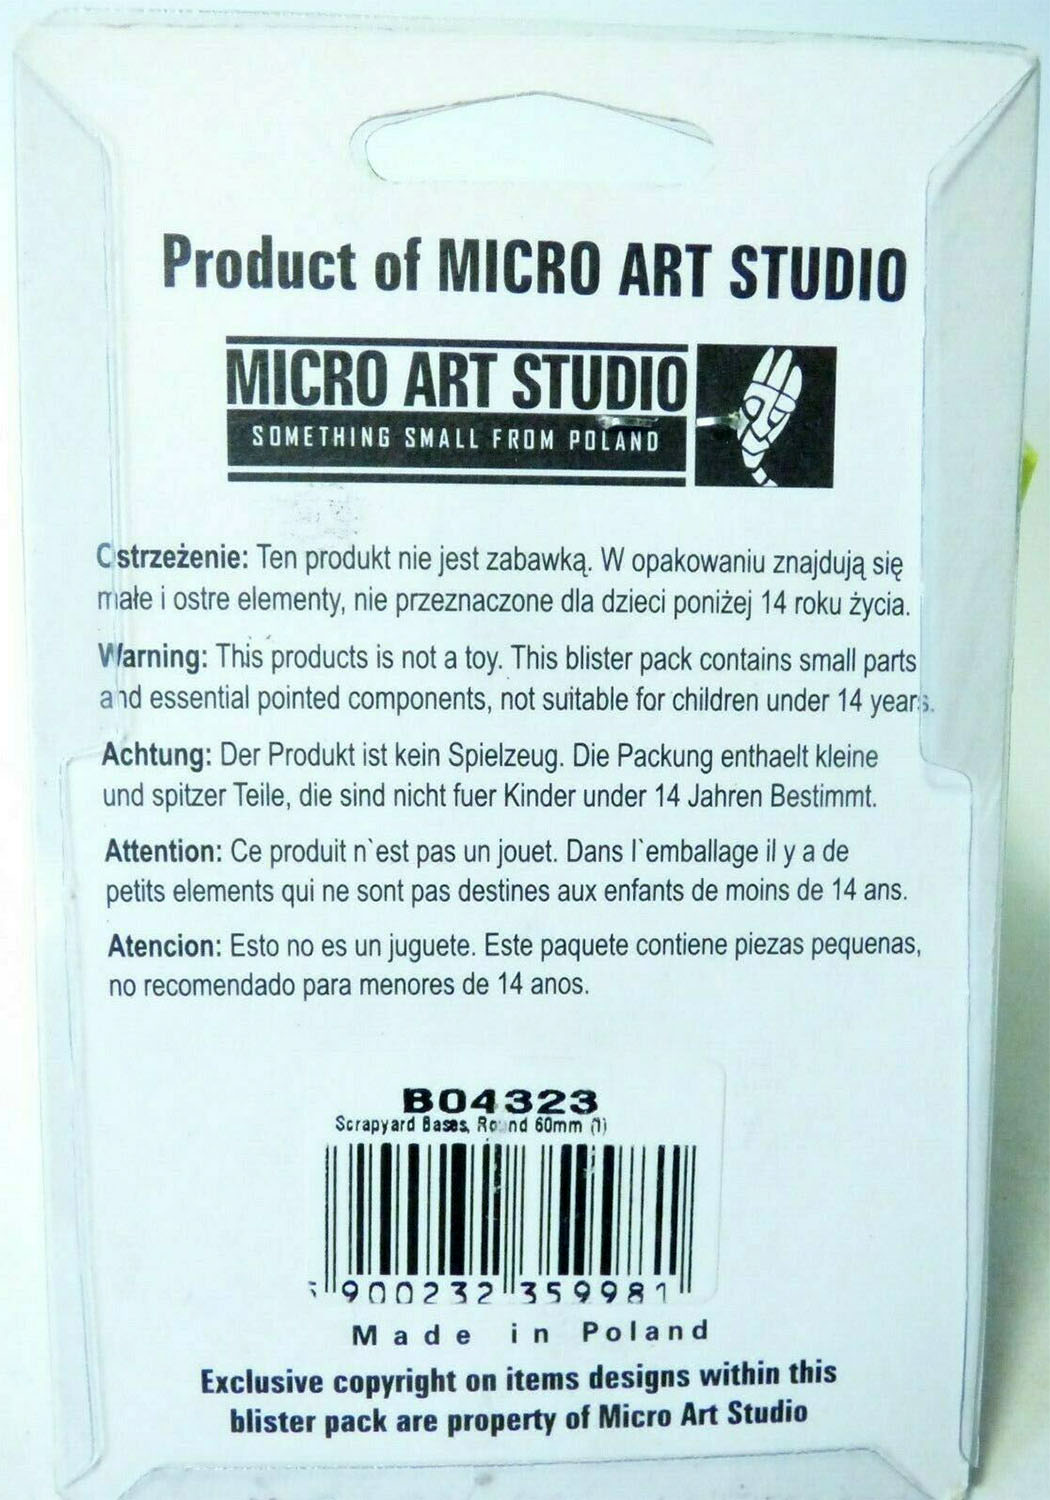 Product of MICRO ART STUDIO
MICRO ART STUDIO
SOMETHING SMALL FROM POLAND
Ostrzeżenie: Ten produkt nie jest zabawką. W opakowaniu znajdują się
małe i ostre elementy, nie przeznaczone dla dzieci poniżej 14 roku życia.
Warning: This products is not a toy. This blister pack contains small parts
and essential pointed components, not suitable for children under 14 years.
Achtung: Der Produkt ist kein Spielzeug. Die Packung enthaelt kleine
und spitzer Teile, die sind nicht fuer Kinder under 14 Jahren Bestimmt.
Attention: Ce produit n`est pas un jouet. Dans l`emballage il y a de
petits elements qui ne sont pas destines aux enfants de moins de 14 ans.
Atencion: Esto no es un juguete. Este paquete contiene piezas pequenas,
no recomendado para menores de 14 anos.
B04323
Scrapyard Bases, Round 60mm (1)
5 900232 359981
Made in Poland
Exclusive copyright on items designs within this
blister pack are property of Micro Art Studio